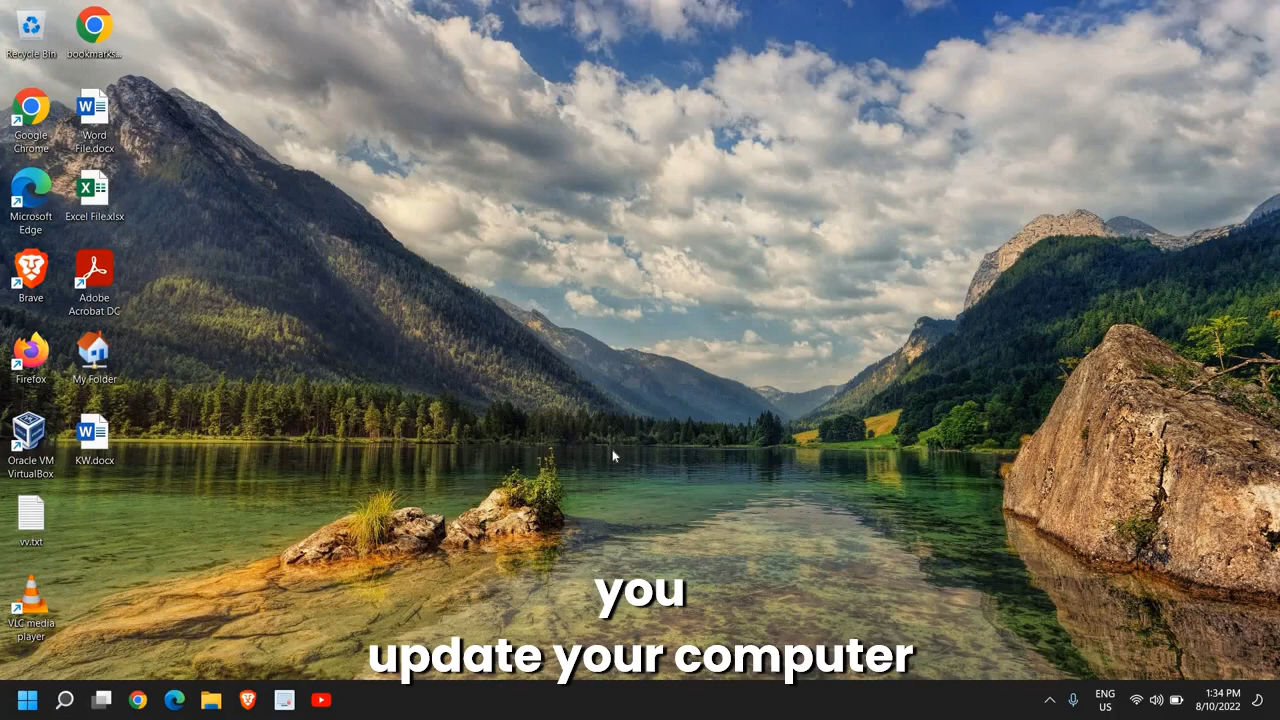 Recycle Bin
bookmarks...
Google
Chrome
Word
File.docx
Microsoft
Edge
Excel File.xlsx
Brave
Adobe
Acrobat DC
Firefox
My Folder
Oracle VM
VirtualBox
KW.docx
vv.txt
VLC media
player
you
update your computer
ENG
US
1:34 PM
8/10/2022